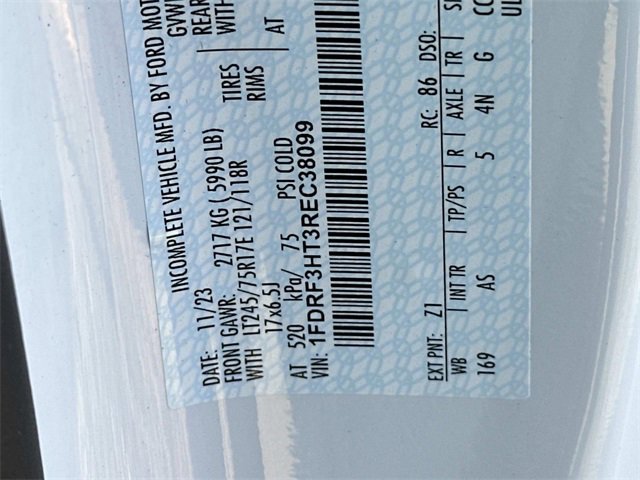 INCOMPLETE VEHICLE MFD. BY FORD MOT
DATE: 11/23 GVW
FRONT GAWR: 2717 KG ( 5990 LB) REAR
WITH LT245/75R17E 121/118R TIRES WITH
17x6.5J RIMS
AT 520 kPa/ 75 PSI COLD AT
VIN: 1FDRF3HT3REC38099
EXT PNT: Z1 RC: 86 DSO:
WB INT TR TP/PS R AXLE TR
169 AS 5 4N G